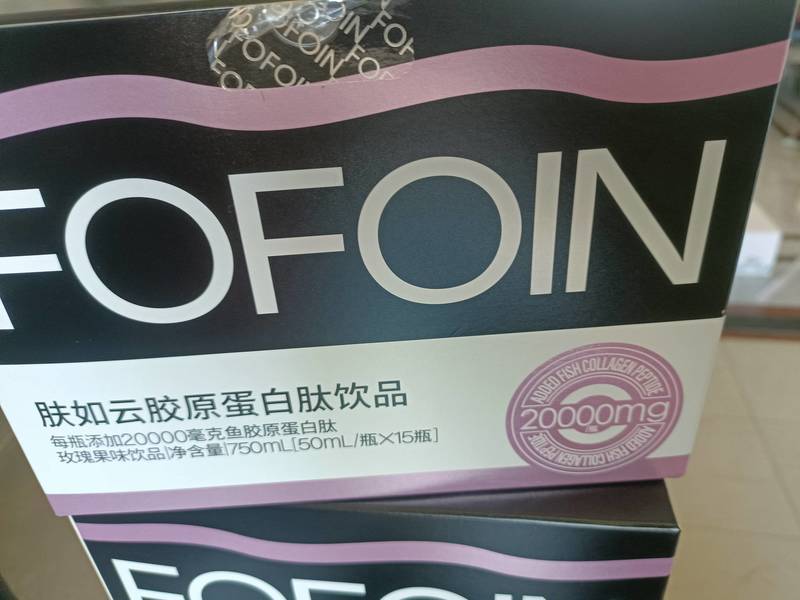 FOFOIN
FOFOIN
FOFOIN
肤如云胶原蛋白肽饮品
每瓶添加20000毫克鱼胶原蛋白肽
玫瑰果味饮品|净含量|750mL[50mL/瓶×15瓶]
ADDED FISH COLLAGEN PEPTIDE
20000mg
/瓶
ADDED FISH COLLAGEN PEPTIDE
FOFOIN